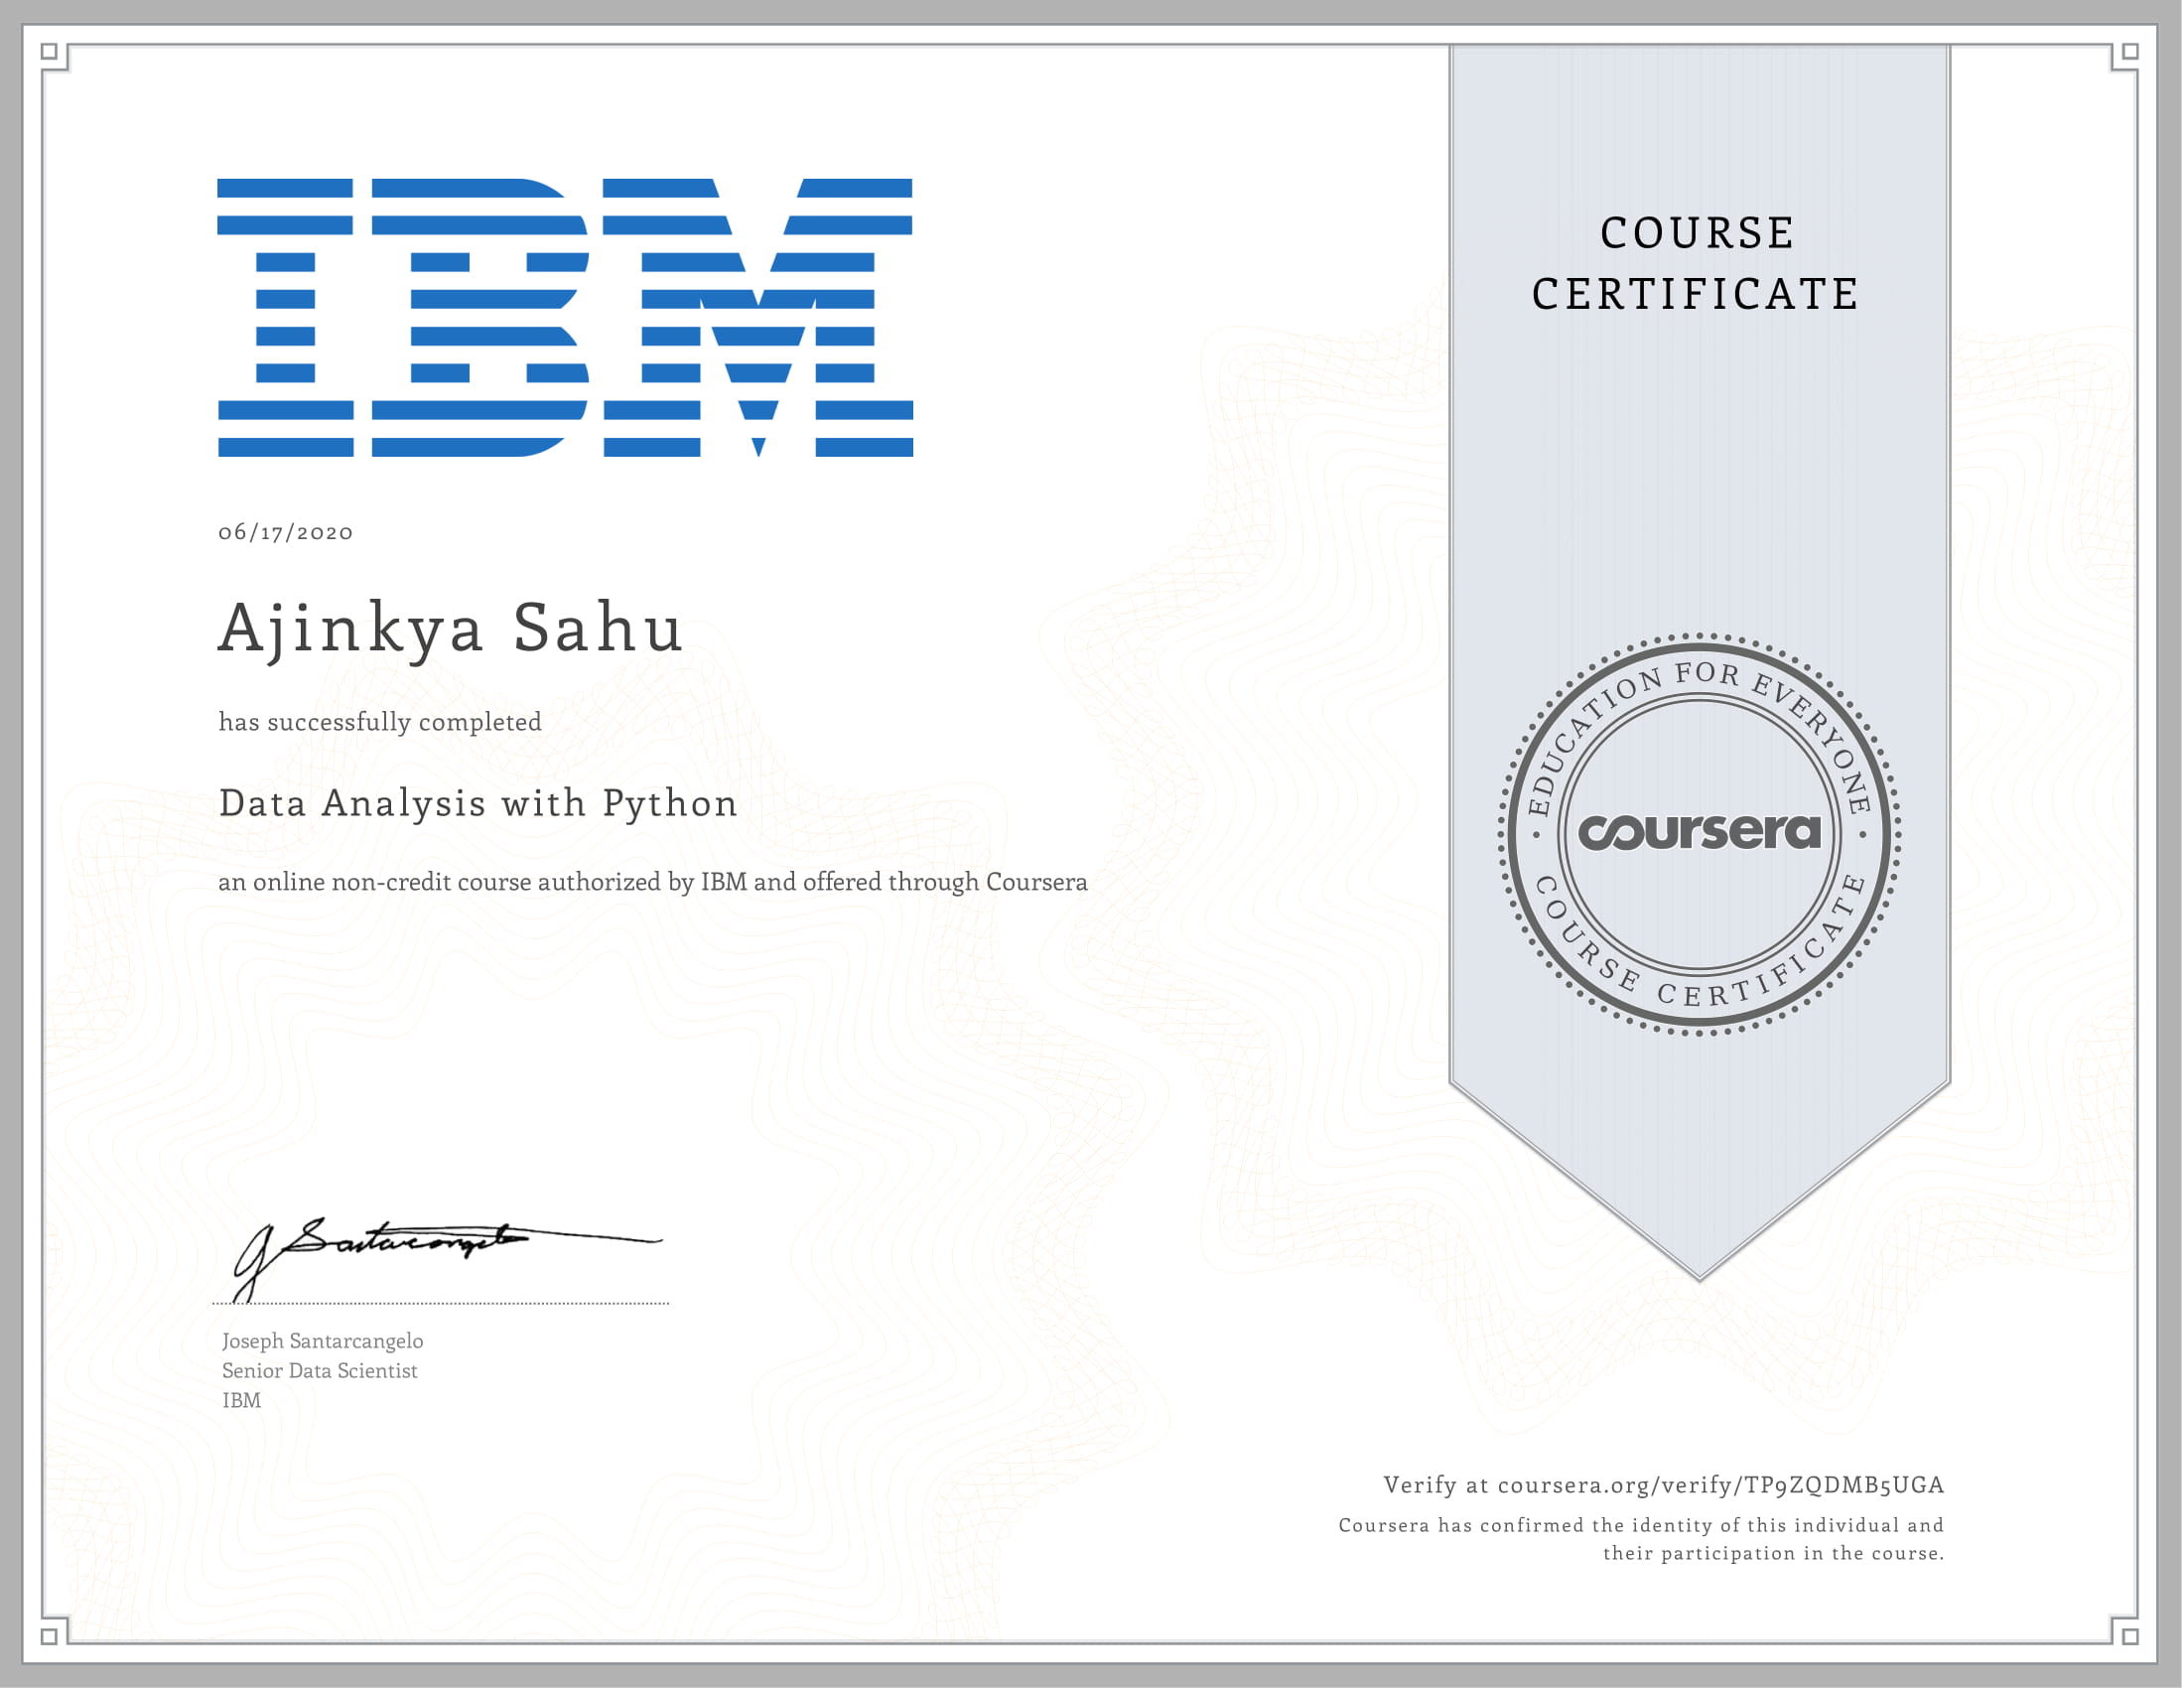 IBM
COURSE
CERTIFICATE
06/17/2020
Ajinkya Sahu
has successfully completed
Data Analysis with Python
an online non-credit course authorized by IBM and offered through Coursera
EDUCATION FOR EVERYONE
coursera
COURSE CERTIFICATE
J Santarcangelo
Joseph Santarcangelo
Senior Data Scientist
IBM
Verify at coursera.org/verify/TP9ZQDMB5UGA
Coursera has confirmed the identity of this individual and
their participation in the course.